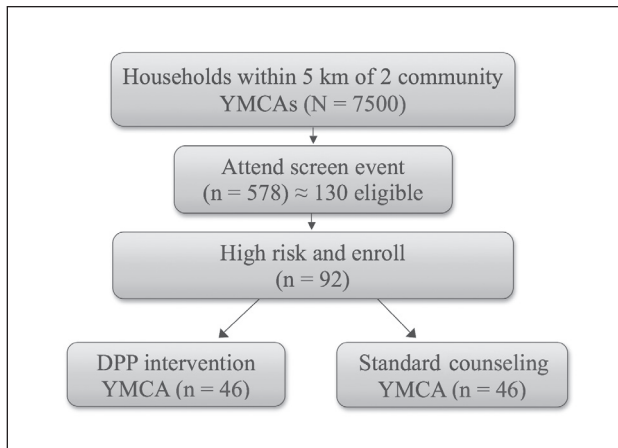 Households within 5 km of 2 community
YMCAs (N = 7500)
Attend screen event
(n = 578) ≈ 130 eligible
High risk and enroll
(n = 92)
DPP intervention
YMCA (n = 46)
Standard counseling
YMCA (n = 46)